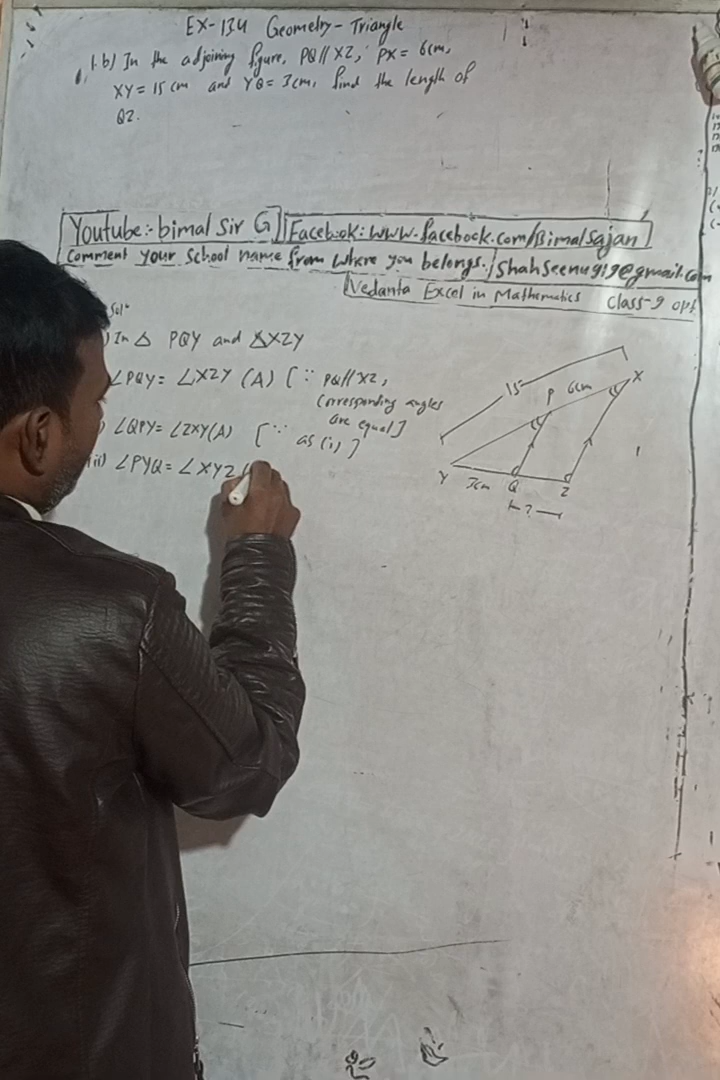 EX-13.4 Geometry-Triangle
1.b) In the adjoining figure, PQ//XZ, PX = 6cm,
XY = 15 cm and YQ = 3cm, find the length of
QZ.
Youtube:-bimal Sir G
Facebook: www.facebook.com/BimalSajan
Comment your School name from where you belongs./Shahseenu919@gmail.com
Vedanta Excel in Mathematics Class-9 opt
Solⁿ
In △ PQY and △XZY
∠PQY = ∠XZY (A) [∵ PQ//XZ,
Corresponding angles
are equal]
∠QPY = ∠ZXY(A) [∵ as (i)]
iii) ∠PYQ = ∠XYZ (
15
6cm
X
P
Y
3cm
Q
Z
?